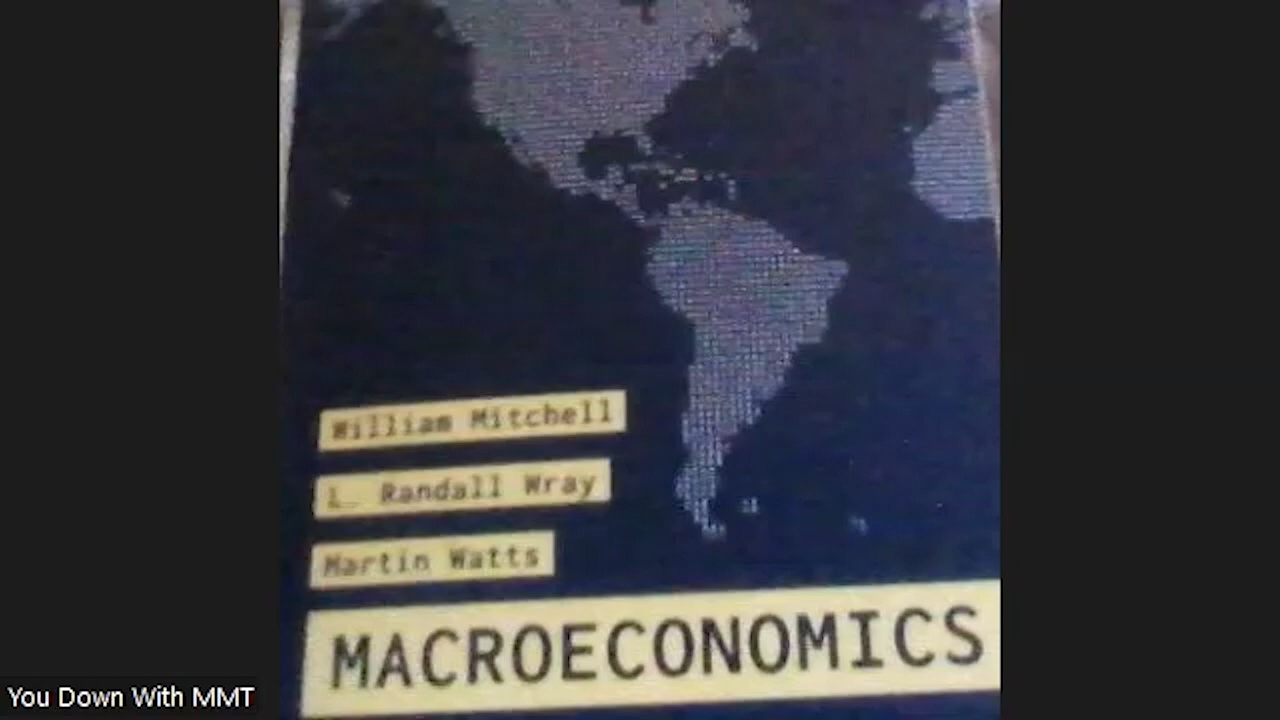 William Mitchell
L. Randall Wray
Martin Watts
MACROECONOMICS
You Down With MMT